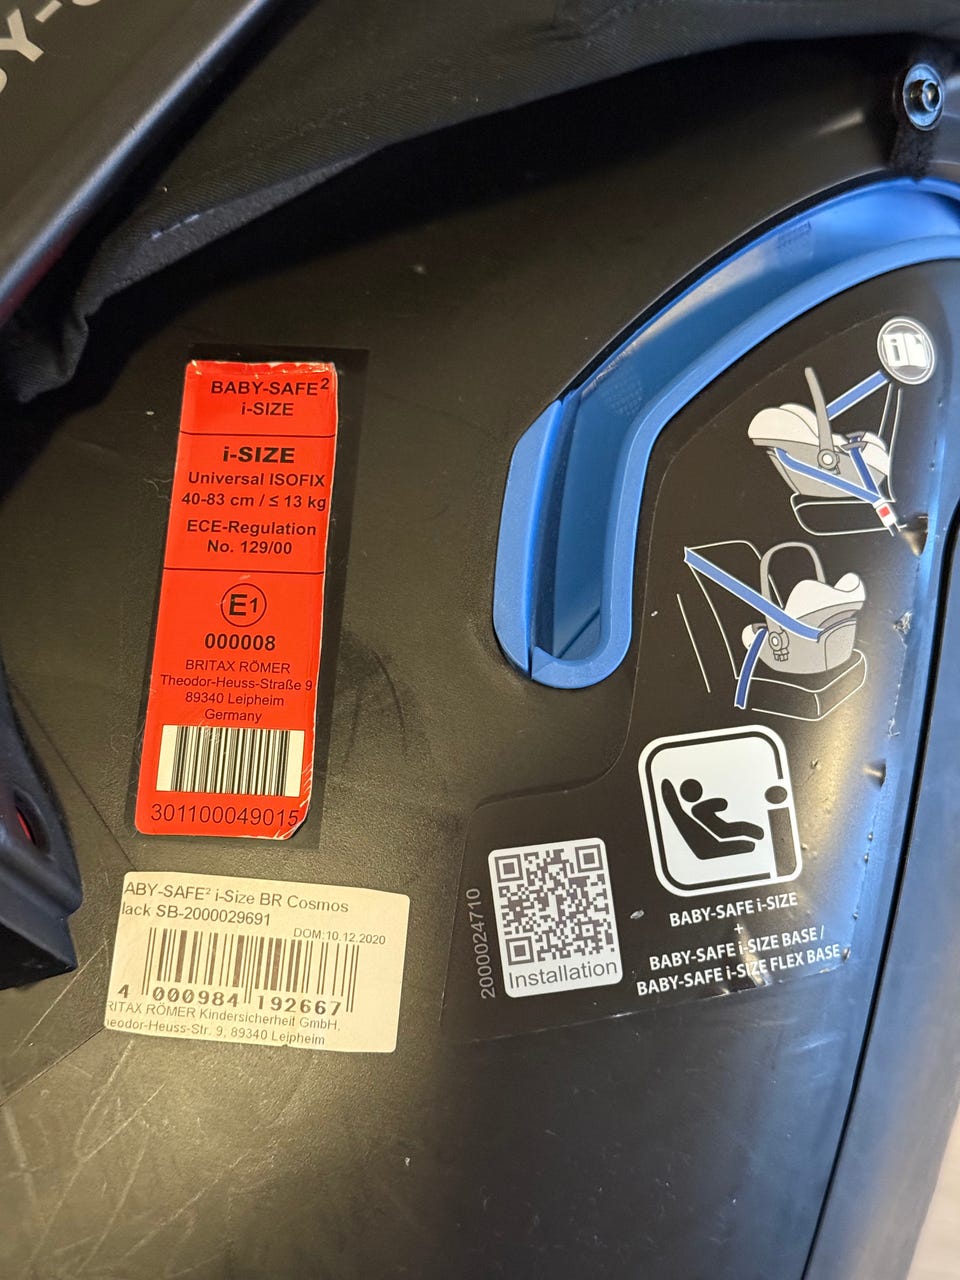 BABY-SAFE²
i-SIZE
i-SIZE
Universal ISOFIX
40-83 cm / ≤ 13 kg
ECE-Regulation
No. 129/00
E1
000008
BRITAX RÖMER
Theodor-Heuss-Straße 9
89340 Leipheim
Germany
301100049015
ABY-SAFE² i-Size BR Cosmos
lack SB-2000029691
DOM:10.12.2020
4 000984 192667
RITAX RÖMER Kindersicherheit GmbH,
heodor-Heuss-Str. 9, 89340 Leipheim
2000024710
Installation
BABY-SAFE i-SIZE
+
BABY-SAFE i-SIZE BASE /
BABY-SAFE i-SIZE FLEX BASE